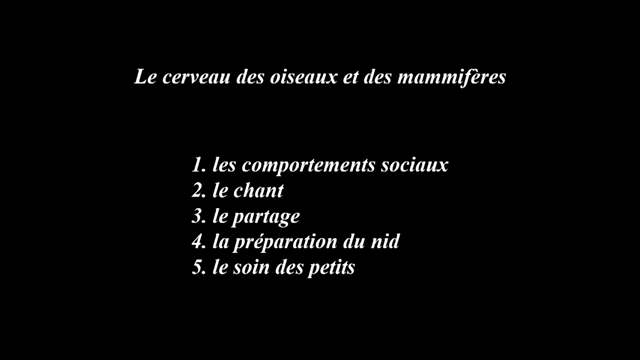 Le cerveau des oiseaux et des mammifères
1. les comportements sociaux
2. le chant
3. le partage
4. la préparation du nid
5. le soin des petits